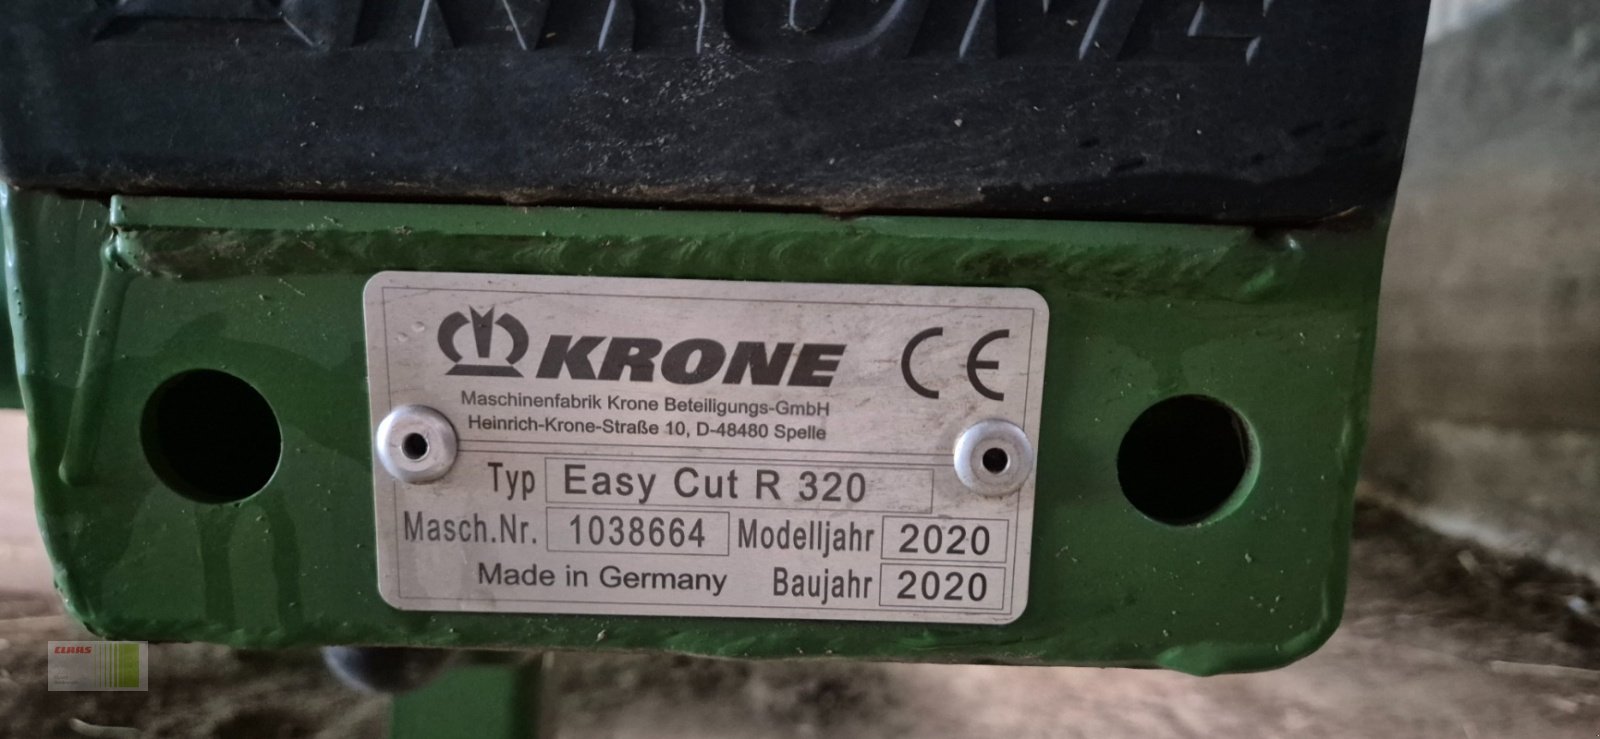 KRONE
KRONE CE
Maschinenfabrik Krone Beteiligungs-GmbH
Heinrich-Krone-Straße 10, D-48480 Spelle
Typ Easy Cut R 320
Masch.Nr. 1038664 Modelljahr 2020
Made in Germany Baujahr 2020
CLAAS